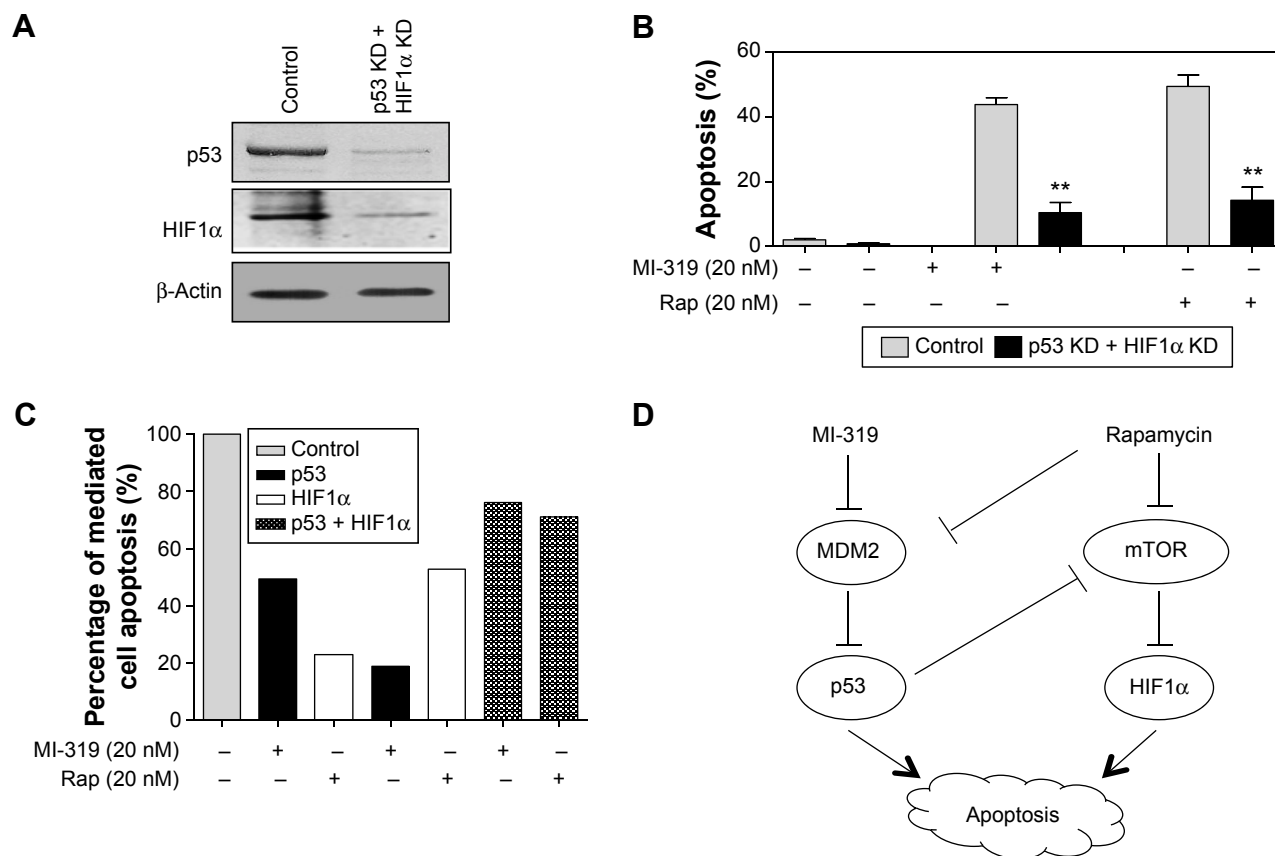 A
Control
p53 KD +
HIF1α KD
p53
HIF1α
β-Actin
B
Apoptosis (%)
60
40
20
0
MI-319 (20 nM) – – + + – –
Rap (20 nM) – – – – + +
** **
Control p53 KD + HIF1α KD
C
Percentage of mediated
cell apoptosis (%)
100
80
60
40
20
0
Control
p53
HIF1α
p53 + HIF1α
MI-319 (20 nM) – + – + – + –
Rap (20 nM) – – + – + – +
D
MI-319 Rapamycin
MDM2 mTOR
p53 HIF1α
Apoptosis